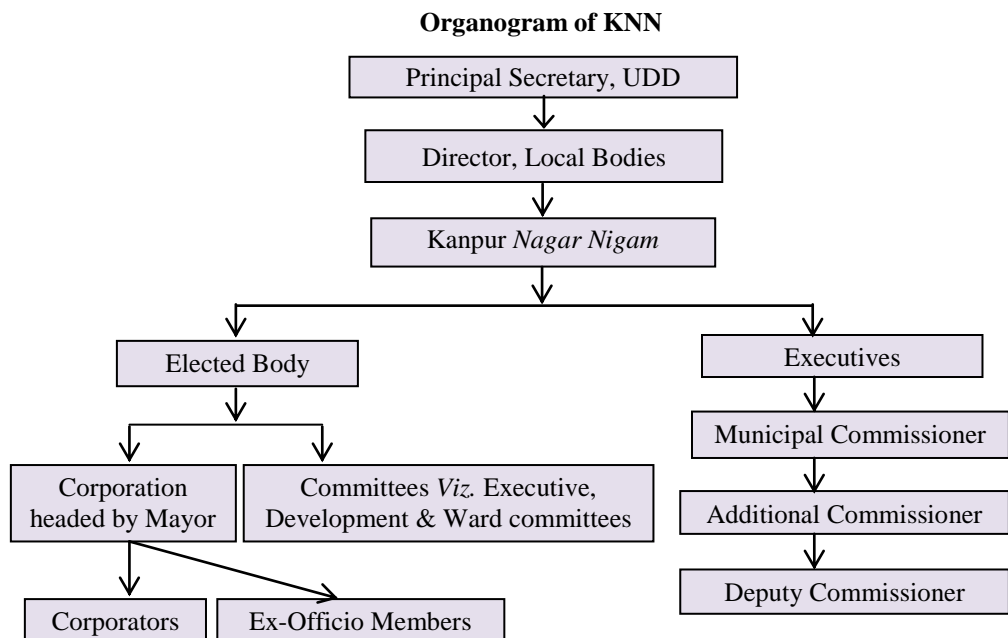 Organogram of KNN
Principal Secretary, UDD
Director, Local Bodies
Kanpur Nagar Nigam
Elected Body
Executives
Municipal Commissioner
Corporation
headed by Mayor
Committees Viz. Executive,
Development & Ward committees
Additional Commissioner
Deputy Commissioner
Corporators
Ex-Officio Members